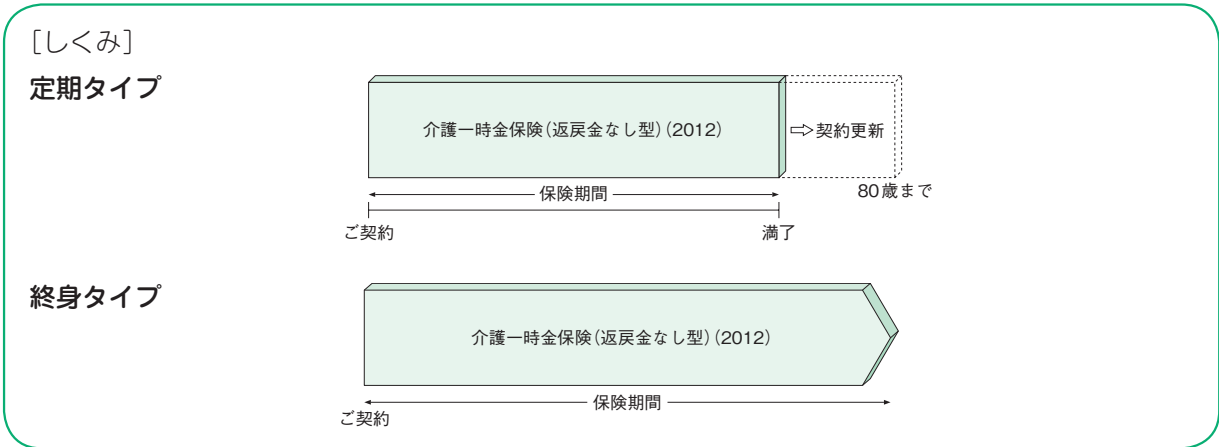 ［しくみ］
定期タイプ
介護一時金保険（返戻金なし型）（2012）
⇨契約更新
保険期間
80歳まで
ご契約
満了
終身タイプ
介護一時金保険（返戻金なし型）（2012）
保険期間
ご契約